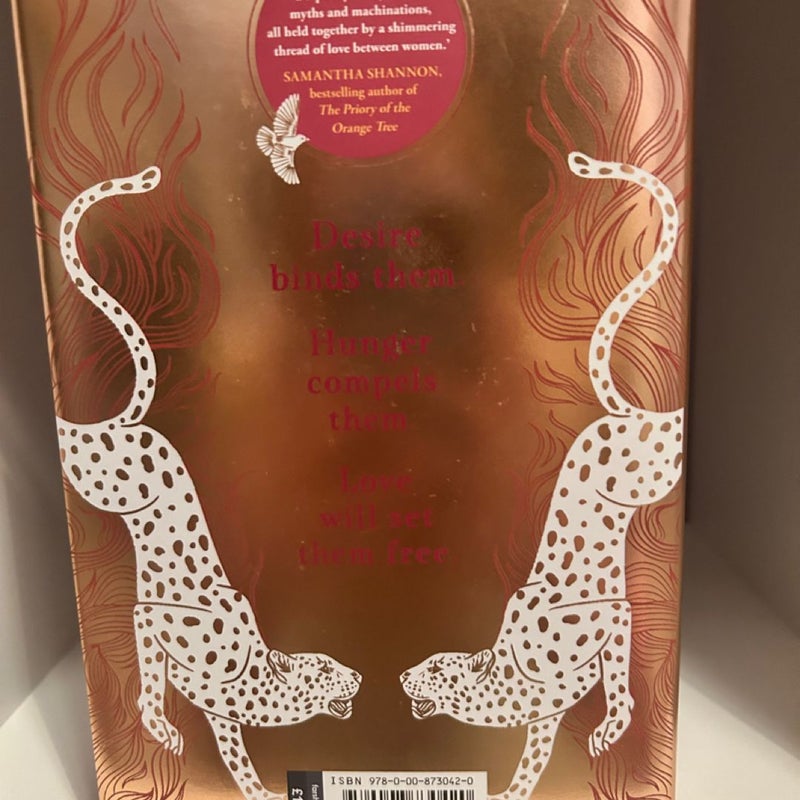 myths and machinations,
all held together by a shimmering
thread of love between women.'
SAMANTHA SHANNON,
bestselling author of
The Priory of the
Orange Tree
Desire
binds them
Hunger
compels
them
Love
will set
them free
ISBN 978-0-00-873042-0